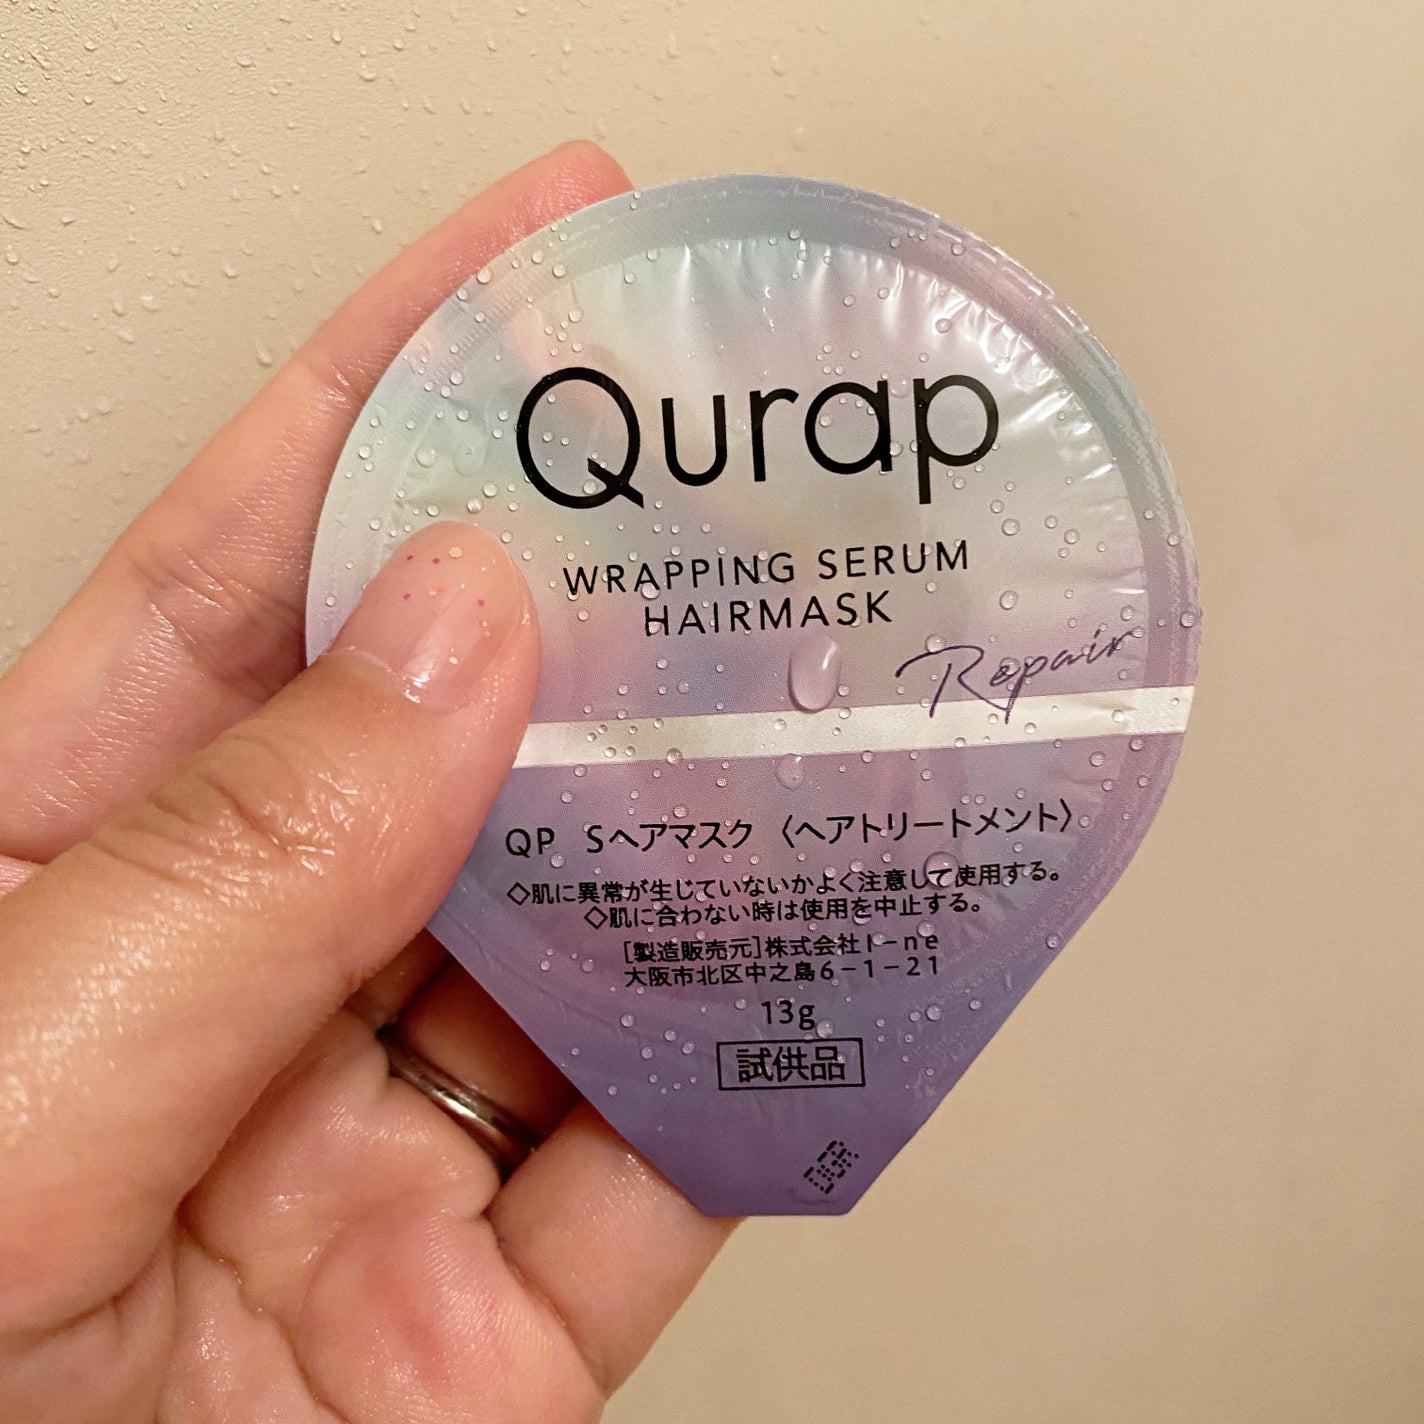 Qurap
WRAPPING SERUM
HAIRMASK
Repair
QP Sヘアマスク〈ヘアトリートメント〉
◇肌に異常が生じていないかよく注意して使用する。
◇肌に合わない時は使用を中止する。
[製造販売元]株式会社I-ne
大阪市北区中之島6-1-21
13g
試供品